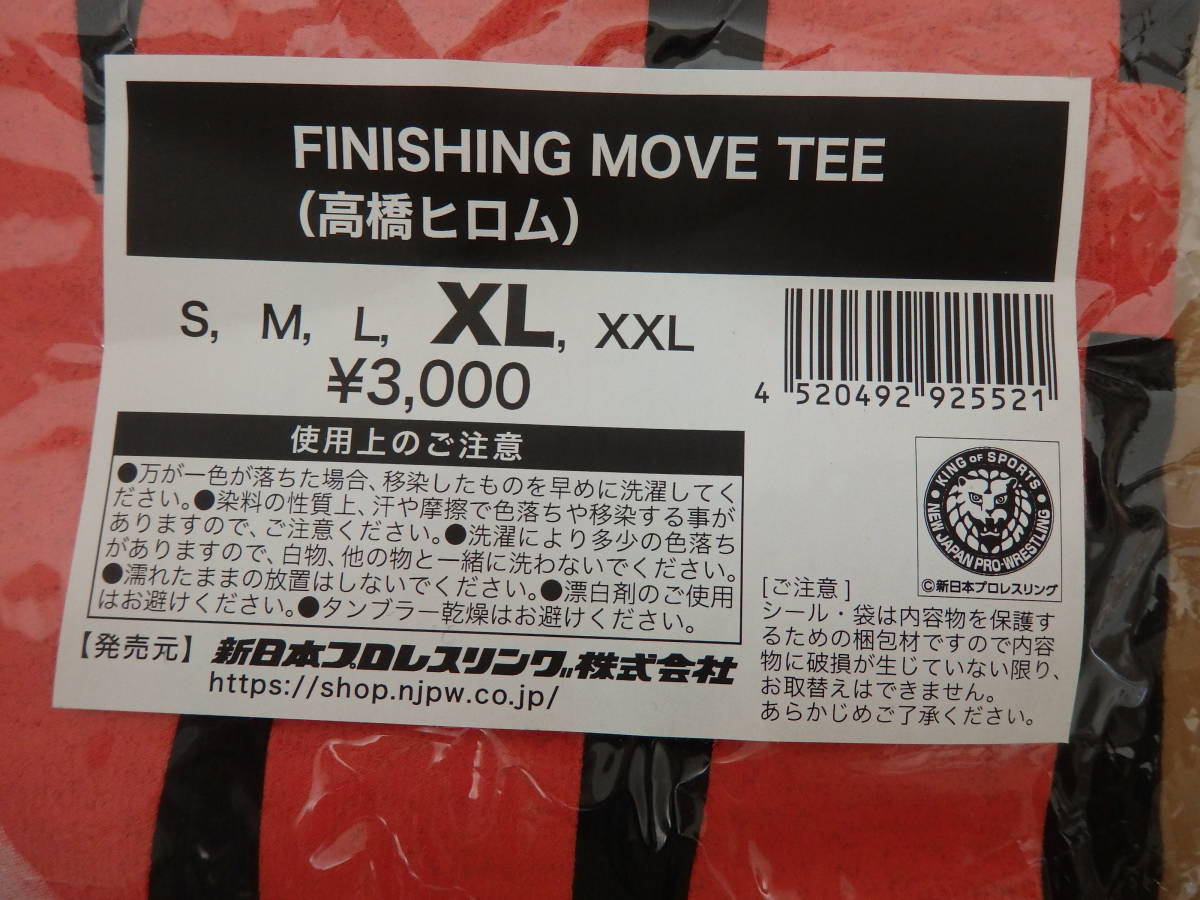 FINISHING MOVE TEE
(高橋ヒロム)
S, M, L, XL, XXL
¥3,000
4 520492 925521
使用上のご注意
●万が一色が落ちた場合、移染したものを早めに洗濯してく
ださい。●染料の性質上、汗や摩擦で色落ちや移染する事が
ありますので、ご注意ください。●洗濯により多少の色落ち
がありますので、白物、他の物と一緒に洗わないでください。
●濡れたままの放置はしないでください。●漂白剤のご使用
はお避けください。●タンブラー乾燥はお避けください。
【発売元】新日本プロレスリング株式会社
https://shop.njpw.co.jp/
KING OF SPORTS
NEW JAPAN PRO-WRESTLING
©新日本プロレスリング
[ご注意]
シール・袋は内容物を保護す
るための梱包材ですので内容
物に破損が生じていない限り、
お取替えはできません。
あらかじめご了承ください。